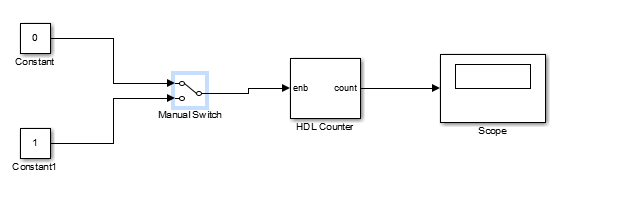 0
Constant
Manual Switch
enb count
HDL Counter
Scope
1
Constant1